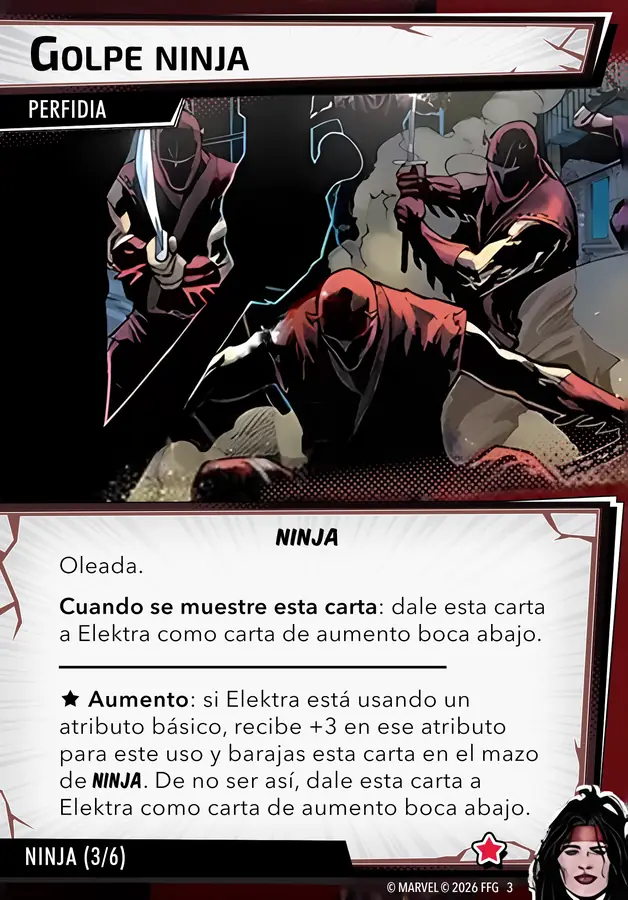 Golpe ninja
PERFIDIA
NINJA
Oleada.
Cuando se muestre esta carta: dale esta carta
a Elektra como carta de aumento boca abajo.
★ Aumento: si Elektra está usando un
atributo básico, recibe +3 en ese atributo
para este uso y barajas esta carta en el mazo
de NINJA. De no ser así, dale esta carta a
Elektra como carta de aumento boca abajo.
NINJA (3/6)
© MARVEL © 2026 FFG 3